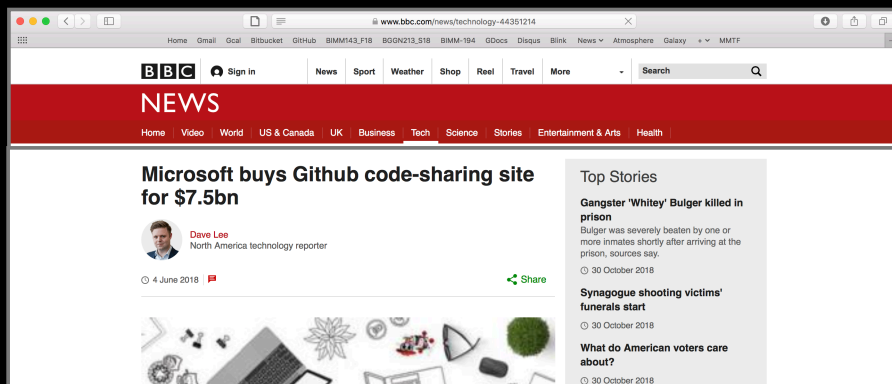 www.bbc.com/news/technology-44351214
Home Gmail Gcal Bitbucket GitHub BIMM143_F18 BGGN213_S18 BIMM-194 GDocs Disqus Blink News Atmosphere Galaxy + MMTF
BBC Sign in News Sport Weather Shop Reel Travel More Search
NEWS
Home Video World US & Canada UK Business Tech Science Stories Entertainment & Arts Health
Microsoft buys Github code-sharing site
for $7.5bn
Dave Lee
North America technology reporter
4 June 2018
Share
Top Stories
Gangster 'Whitey' Bulger killed in
prison
Bulger was severely beaten by one or
more inmates shortly after arriving at the
prison, sources say.
30 October 2018
Synagogue shooting victims'
funerals start
30 October 2018
What do American voters care
about?
30 October 2018